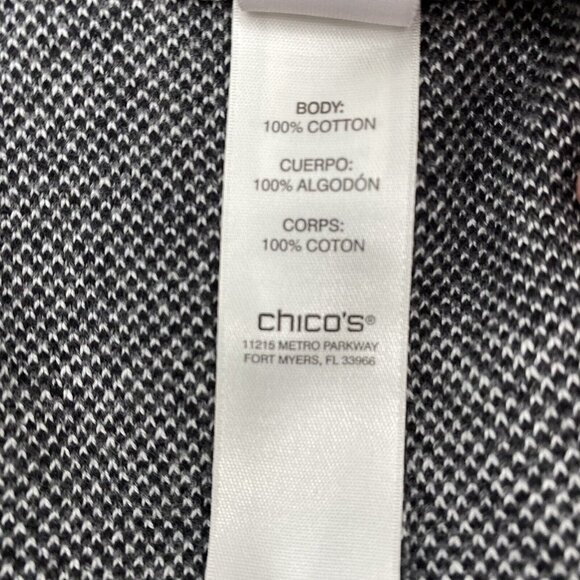 BODY:
100% COTTON
CUERPO:
100% ALGODÓN
CORPS:
100% COTON
chico's®
11215 METRO PARKWAY
FORT MYERS, FL 33966